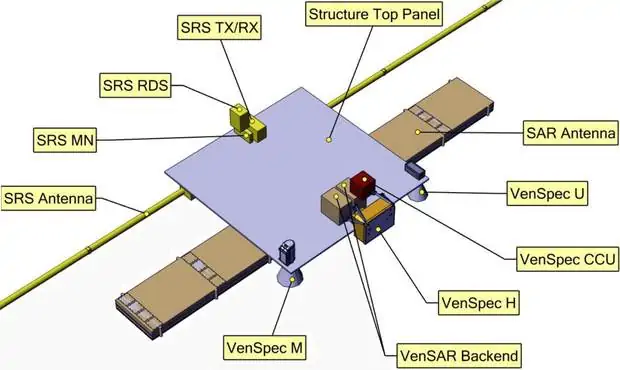 SRS TX/RX
Structure Top Panel
SRS RDS
SRS MN
SAR Antenna
SRS Antenna
VenSpec U
VenSpec CCU
VenSpec H
VenSpec M
VenSAR Backend